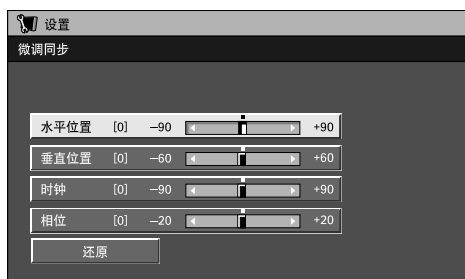 设置
微调同步
水平位置 [0] −90 +90
垂直位置 [0] −60 +60
时钟 [0] −90 +90
相位 [0] −20 +20
还原